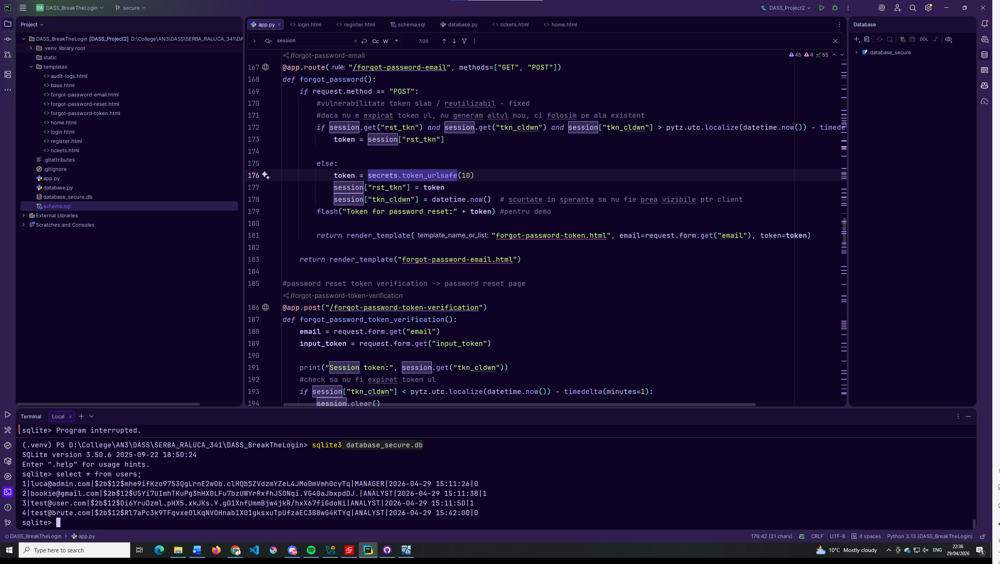 PC
DA DASS_BreakTheLogin
secure
DASS_Project2
Project
DASS_BreakTheLogin [DASS_Project2] D:\College\AN3\DASS\SERBA_RALUCA_341\DA
.venv library root
static
templates
<> audit-logs.html
<> base.html
<> forgot-password-email.html
<> forgot-password-reset.html
<> forgot-password-token.html
<> home.html
<> login.html
<> register.html
<> tickets.html
.gitattributes
.gitignore
app.py
database.py
database_secure.db
schema.sql
External Libraries
Scratches and Consoles
app.py
<> login.html
<> register.html
schema.sql
database.py
<> tickets.html
<> home.html
session
Cc W .*
7/20
45 4 55
/forgot-password-email
167 @app.route( rule: "/forgot-password-email", methods=["GET", "POST"])
168 def forgot_password():
169 if request.method == "POST":
170 #vulnerabilitate token slab / reutilizabil - fixed
171 #daca nu e expirat token ul, nu generam altul nou, ci folosim pe ala existent
172 if session.get("rst_tkn") and session.get("tkn_cldwn") and session["tkn_cldwn"] > pytz.utc.localize(datetime.now()) - timede
173 token = session["rst_tkn"]
174
175 else:
176 token = secrets.token_urlsafe(10)
177 session["rst_tkn"] = token
178 session["tkn_cldwn"] = datetime.now() # scurtate in speranta sa nu fie prea vizibile ptr client
179 flash("Token for password reset:" + token) #pentru demo
180
181 return render_template( template_name_or_list: "forgot-password-token.html", email=request.form.get("email"), token=token)
182
183 return render_template("forgot-password-email.html")
184
185 #password reset token verification -> password reset page
/forgot-password-token-verification
186 @app.post("/forgot-password-token-verification")
187 def forgot_password_token_verification():
188 email = request.form.get("email")
189 input_token = request.form.get("input_token")
190
191 print("Session token:", session.get("tkn_cldwn"))
192 #check sa nu fi expirat token ul
193 if session["tkn_cldwn"] < pytz.utc.localize(datetime.now()) - timedelta(minutes=1):
194 session.clear()
Database
DDL
database_secure
Terminal
Local
sqlite> Program interrupted.
(.venv) PS D:\College\AN3\DASS\SERBA_RALUCA_341\DASS_BreakTheLogin> sqlite3 database_secure.db
SQLite version 3.50.6 2025-09-22 18:50:24
Enter ".help" for usage hints.
sqlite> select * from users;
1|luca@admin.com|$2b$12$mhe9ifKzo9753QgLrnE2wOb.clHQbSZVdzmYZeL4JMo0mVmh0cyTq|MANAGER|2026-04-29 15:11:26|0
2|bookie@gmail.com|$2b$12$U5Yi7UImhTKuPg3hHX0LFu7bzUWYrRxfhJ5ONqi.VG40aJbxpdDJ.|ANALYST|2026-04-29 15:11:38|1
3|test@user.com|$2b$12$Di6YruDzml.pHX5.xkJKs.Y.g01XnfUmmBjw4jkR/hxX67fiGdoNi|ANALYST|2026-04-29 15:11:50|1
4|test@brute.com|$2b$12$Rl7aPc3k9TFqvxeOlKqNVOHnab1X01gksxuTpUfzaEC3B8wG4KTYq|ANALYST|2026-04-29 15:42:00|0
sqlite>
DASS_BreakTheLogin > app.py
176:42 (21 chars)
CRLF
UTF-8
4 spaces
Python 3.13 (DASS_BreakTheLogin)
Type here to search
9+
PDF
PC
10°C Mostly cloudy
ENG
22:36
29/04/2026
5